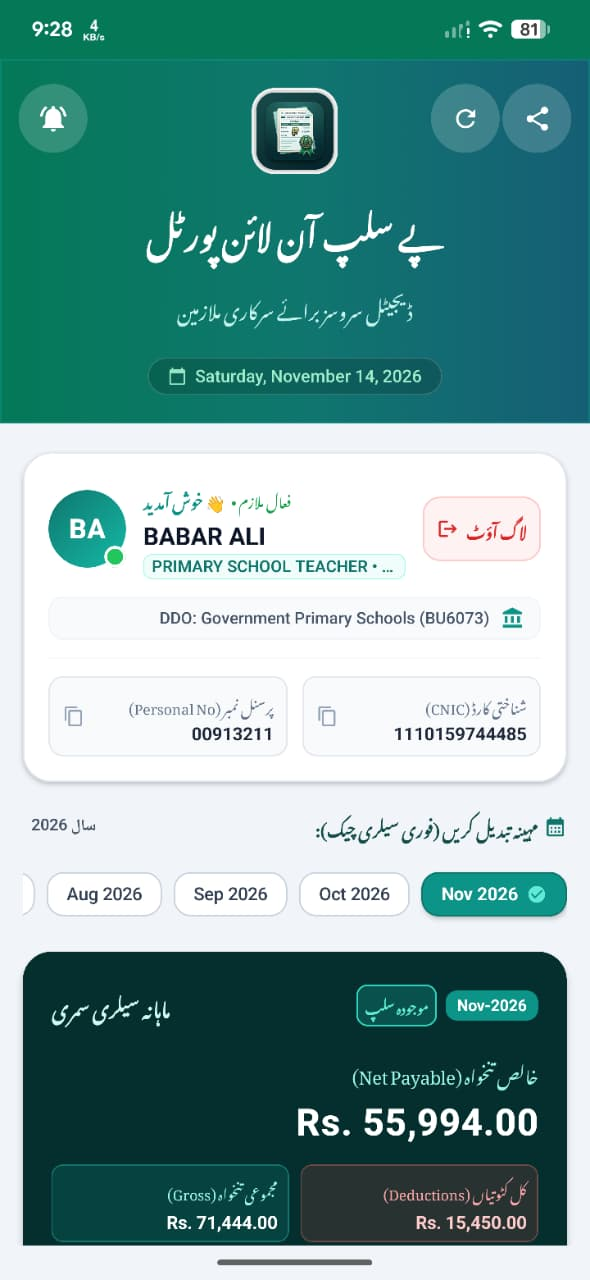 9:28 4 KB/s 81
پے سلپ آن لائن پورٹل
ڈیجیٹل سروسز برائے سرکاری ملازمین
Saturday, November 14, 2026
BA
خوش آمدید 👋 • فعال ملازم
BABAR ALI
PRIMARY SCHOOL TEACHER • ...
لاگ آؤٹ
DDO: Government Primary Schools (BU6073)
شناختی کارڈ (CNIC)
1110159744485
پرسنل نمبر (Personal No)
00913211
مہینہ تبدیل کریں (فوری سیلری چیک):
سال 2026
Aug 2026
Sep 2026
Oct 2026
Nov 2026
ماہانہ سیلری سمری
موجودہ سلپ
Nov-2026
خالص تنخواہ (Net Payable)
Rs. 55,994.00
کل کٹوتیاں (Deductions)
Rs. 15,450.00
مجموعی تنخواہ (Gross)
Rs. 71,444.00